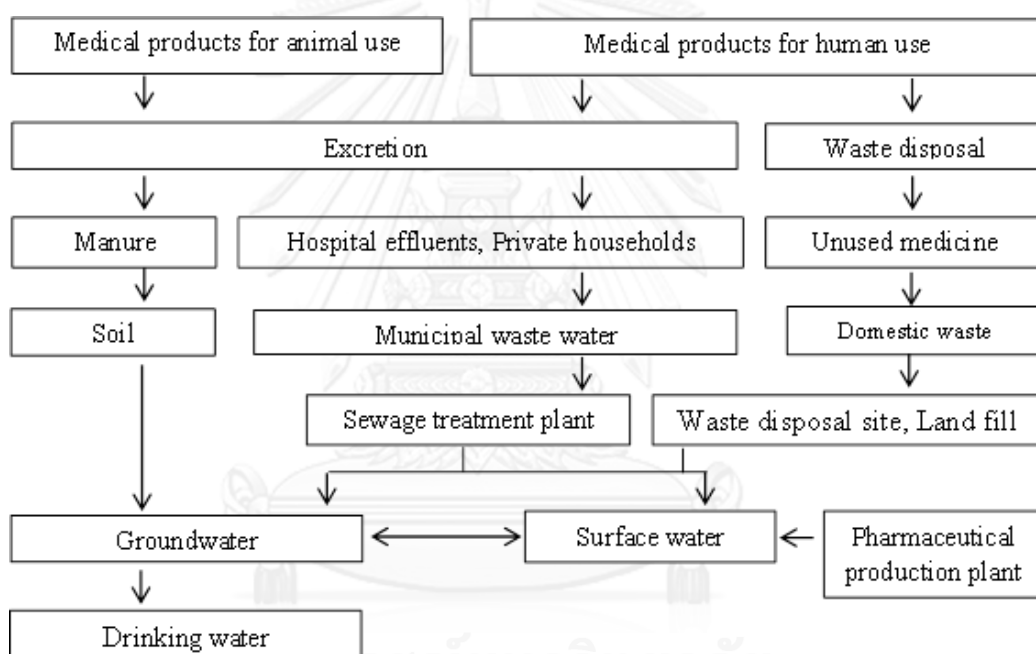 Medical products for animal use
Medical products for human use
Excretion
Waste disposal
Manure
Hospital effluents, Private households
Unused medicine
Soil
Municipal waste water
Domestic waste
Sewage treatment plant
Waste disposal site, Land fill
Groundwater
Surface water
Pharmaceutical
production plant
Drinking water